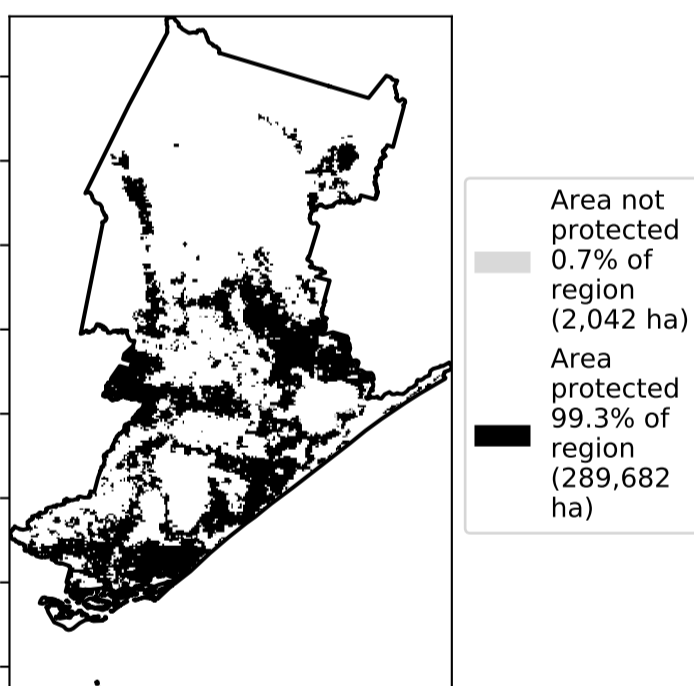 Area not
protected
0.7% of
region
(2,042 ha)
Area
protected
99.3% of
region
(289,682
ha)